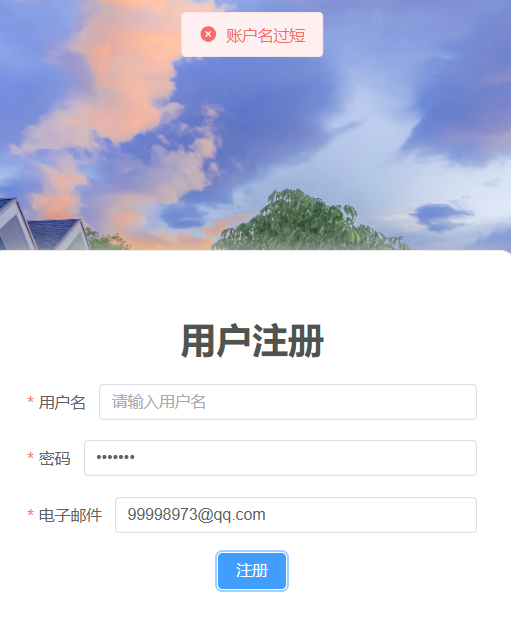 账户名过短
用户注册
* 用户名 请输入用户名
* 密码 •••••••
* 电子邮件 99998973@qq.com
注册